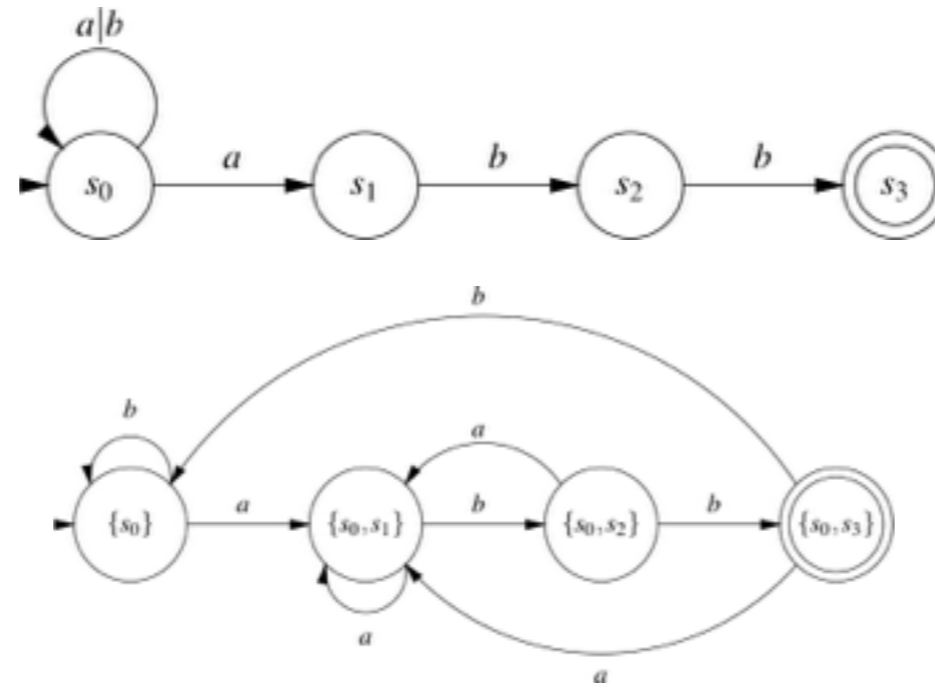 a|b
a b b
s₀ s₁ s₂ s₃
b
b a
{s₀} a {s₀,s₁} b {s₀,s₂} b {s₀,s₃}
a
a